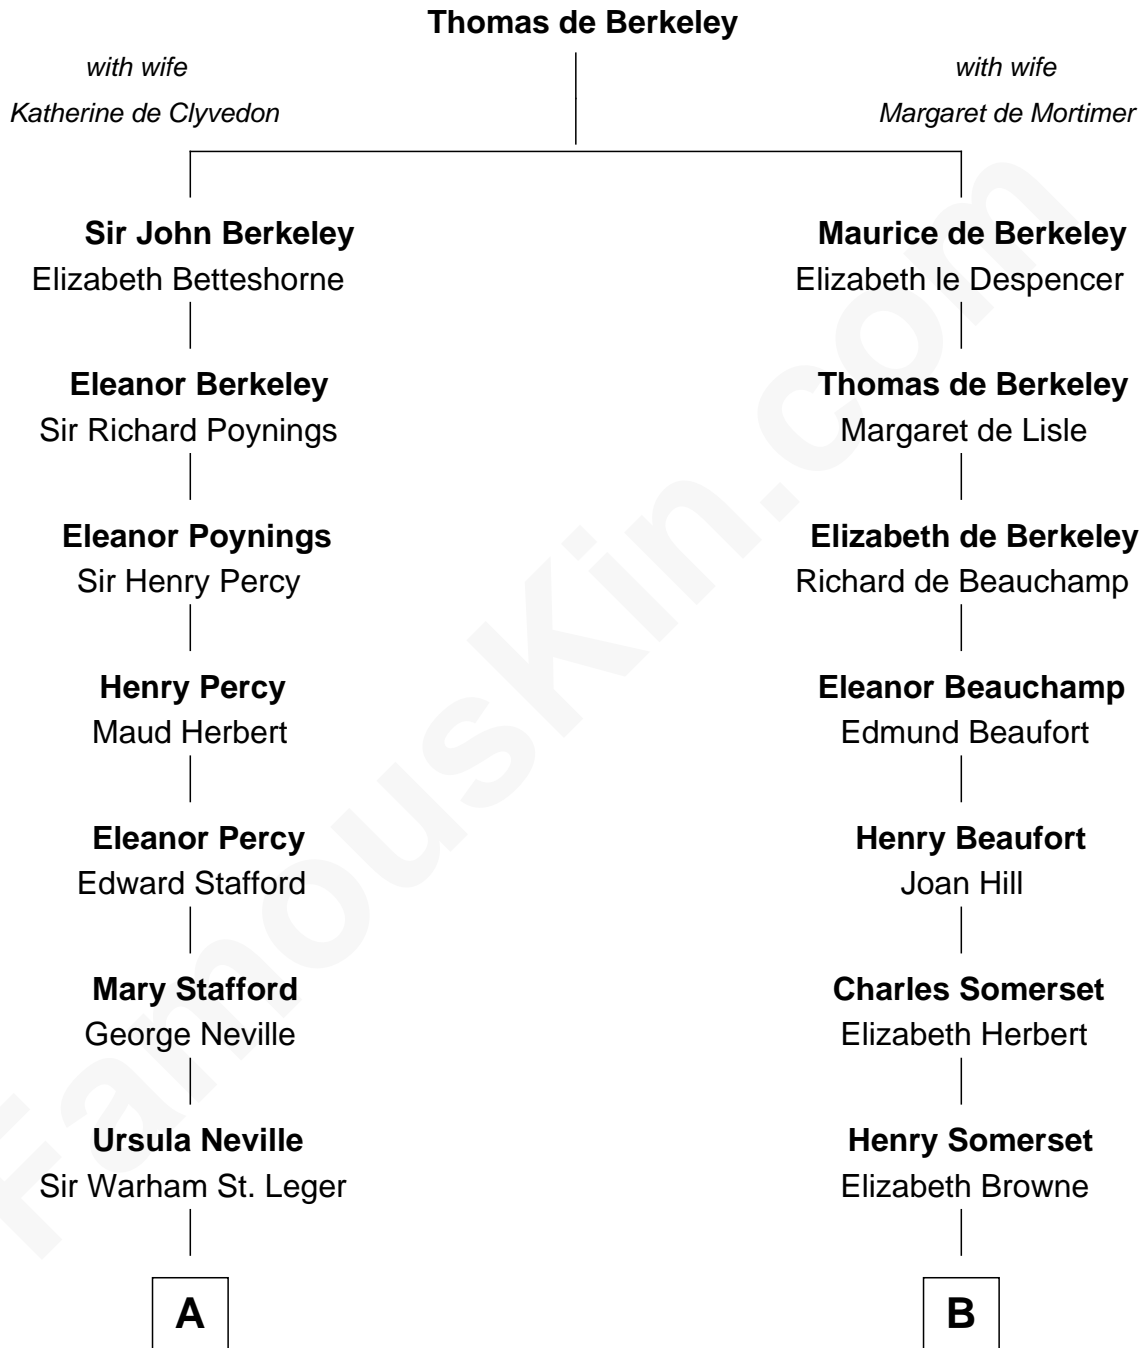 Thomas de Berkeley
with wife
Katherine de Clyvedon
with wife
Margaret de Mortimer
Sir John Berkeley
Elizabeth Betteshorne
Maurice de Berkeley
Elizabeth le Despencer
Eleanor Berkeley
Sir Richard Poynings
Thomas de Berkeley
Margaret de Lisle
Eleanor Poynings
Sir Henry Percy
Elizabeth de Berkeley
Richard de Beauchamp
Henry Percy
Maud Herbert
Eleanor Beauchamp
Edmund Beaufort
Eleanor Percy
Edward Stafford
Henry Beaufort
Joan Hill
Mary Stafford
George Neville
Charles Somerset
Elizabeth Herbert
Ursula Neville
Sir Warham St. Leger
Henry Somerset
Elizabeth Browne
A
B
FamousKin.com